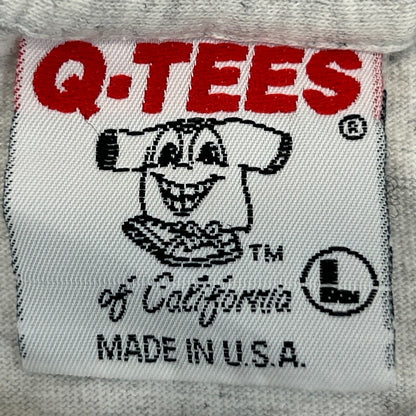 Q-TEES
®
TM
L
of California
MADE IN U.S.A.